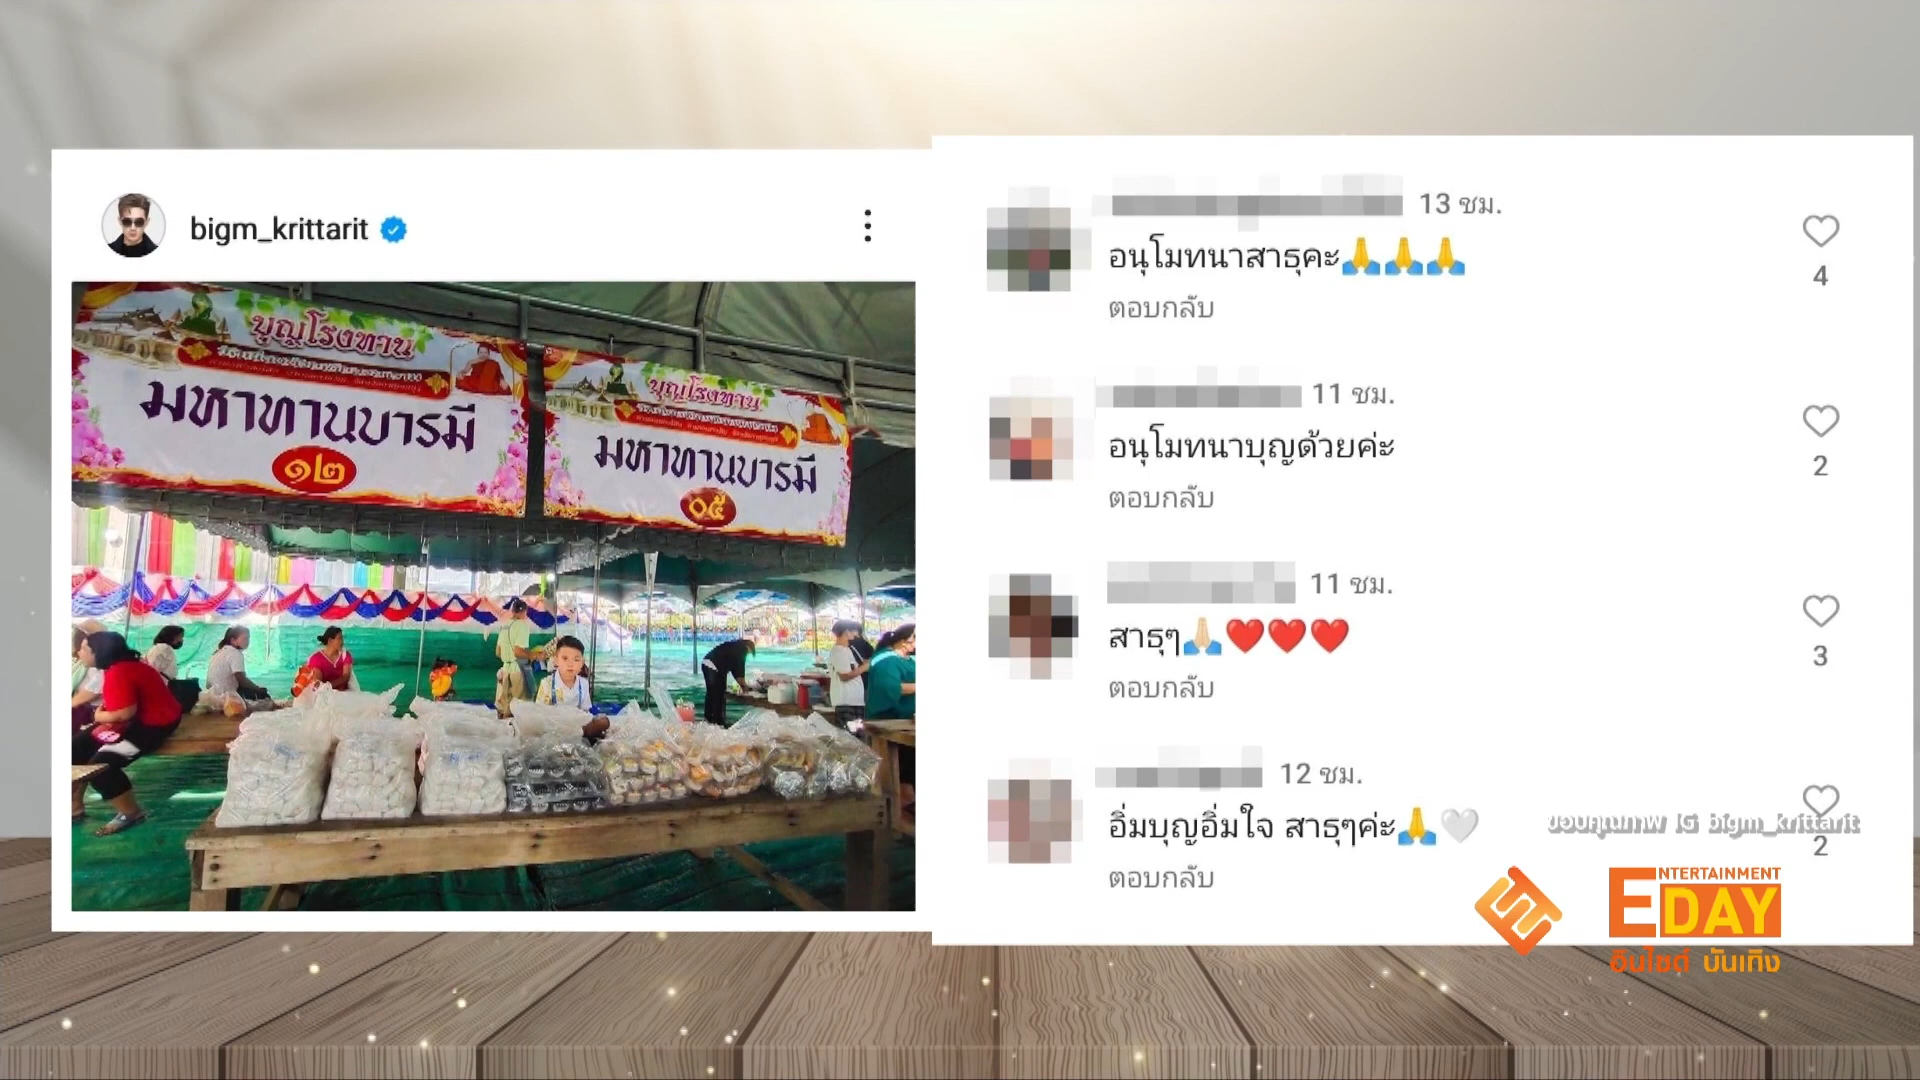 bigm_krittarit
บุญโรงทาน
มหาทานบารมี
๑๒
บุญโรงทาน
มหาทานบารมี
๐๕
13 ชม.
อนุโมทนาสาธุคะ🙏🙏🙏
4
ตอบกลับ
11 ชม.
อนุโมทนาบุญด้วยค่ะ
2
ตอบกลับ
11 ชม.
สาธุๆ🙏🏻❤️❤️❤️
3
ตอบกลับ
12 ชม.
อิ่มบุญอิ่มใจ สาธุๆค่ะ🙏🤍
2
ตอบกลับ
ขอบคุณภาพ IG bigm_krittarit
ENTERTAINMENT
EDAY
อินไซด์ บันเทิง